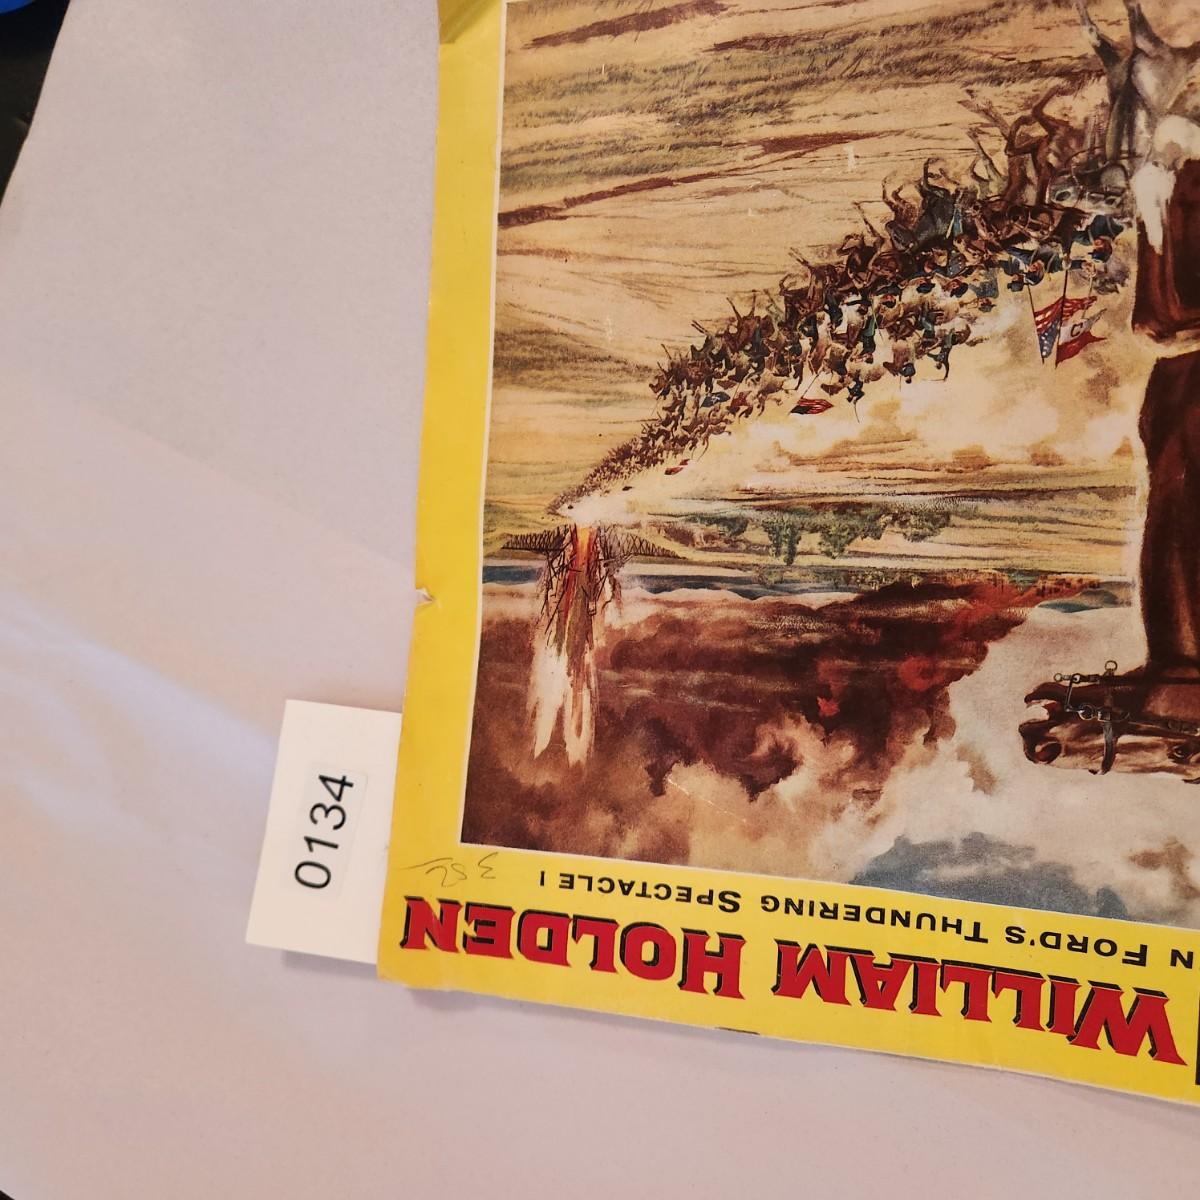 WILLIAM HOLDEN
N FORD'S THUNDERING SPECTACLE!
0134